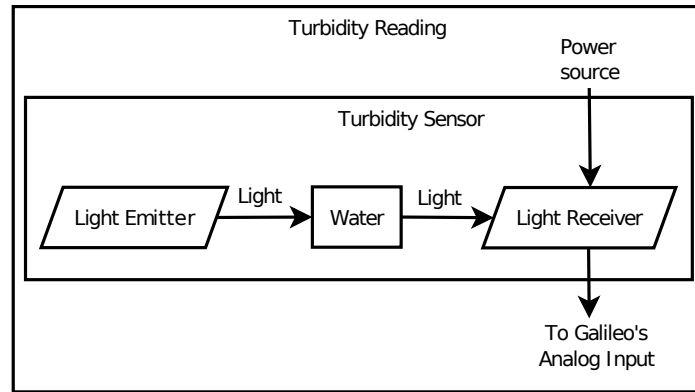 Turbidity Reading
Power
source
Turbidity Sensor
Light Emitter
Light
Water
Light
Light Receiver
To Galileo's
Analog Input